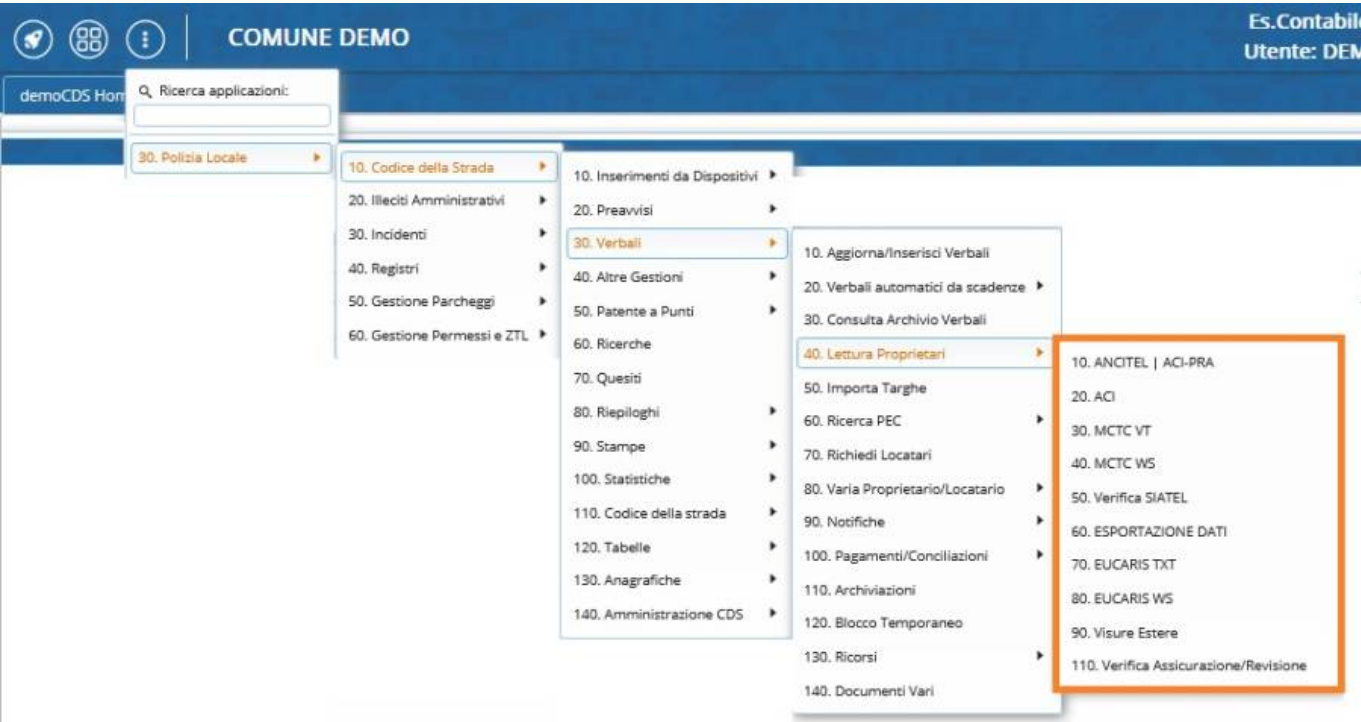 COMUNE DEMO
Es.Contabile
Utente: DEM
demoCDS Hom
Ricerca applicazioni:
30. Polizia Locale
10. Codice della Strada
20. Illeciti Amministrativi
30. Incidenti
40. Registri
50. Gestione Parcheggi
60. Gestione Permessi e ZTL
10. Inserimenti da Dispositivi
20. Preavvisi
30. Verbali
40. Altre Gestioni
50. Patente a Punti
60. Ricerche
70. Quesiti
80. Riepiloghi
90. Stampe
100. Statistiche
110. Codice della strada
120. Tabelle
130. Anagrafiche
140. Amministrazione CDS
10. Aggiorna/Inserisci Verbali
20. Verbali automatici da scadenze
30. Consulta Archivio Verbali
40. Lettura Proprietari
50. Importa Targhe
60. Ricerca PEC
70. Richiedi Locatari
80. Varia Proprietario/Locatario
90. Notifiche
100. Pagamenti/Conciliazioni
110. Archiviazioni
120. Blocco Temporaneo
130. Ricorsi
140. Documenti Vari
10. ANCITEL | ACI-PRA
20. ACI
30. MCTC VT
40. MCTC WS
50. Verifica SIATEL
60. ESPORTAZIONE DATI
70. EUCARIS TXT
80. EUCARIS WS
90. Visure Estere
110. Verifica Assicurazione/Revisione